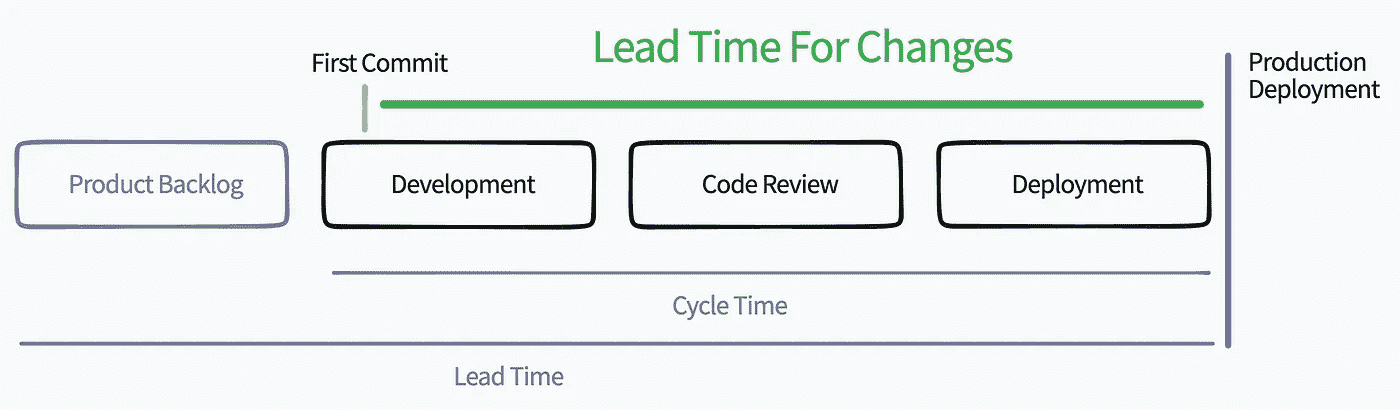 Lead Time For Changes
First Commit
Production
Deployment
Product Backlog
Development
Code Review
Deployment
Cycle Time
Lead Time